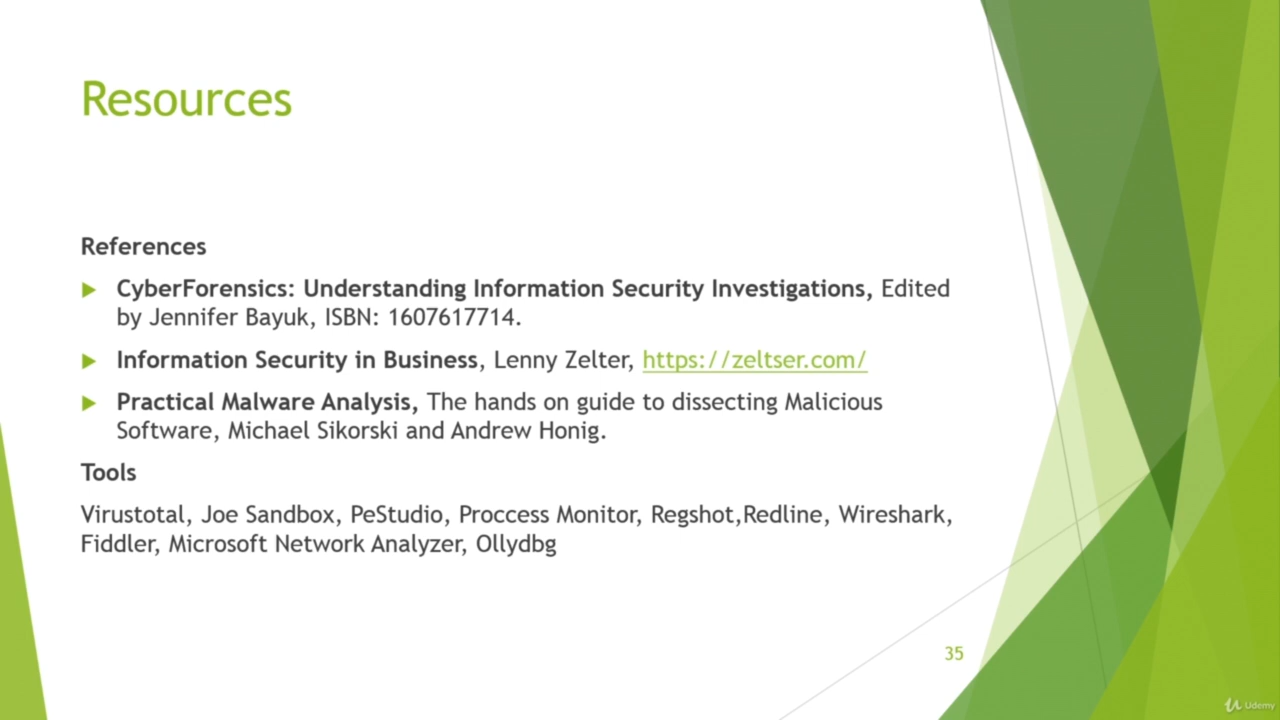 Resources
References
CyberForensics: Understanding Information Security Investigations, Edited
by Jennifer Bayuk, ISBN: 1607617714.
Information Security in Business, Lenny Zelter, https://zeltser.com/
Practical Malware Analysis, The hands on guide to dissecting Malicious
Software, Michael Sikorski and Andrew Honig.
Tools
Virustotal, Joe Sandbox, PeStudio, Proccess Monitor, Regshot,Redline, Wireshark,
Fiddler, Microsoft Network Analyzer, Ollydbg
35
Udemy